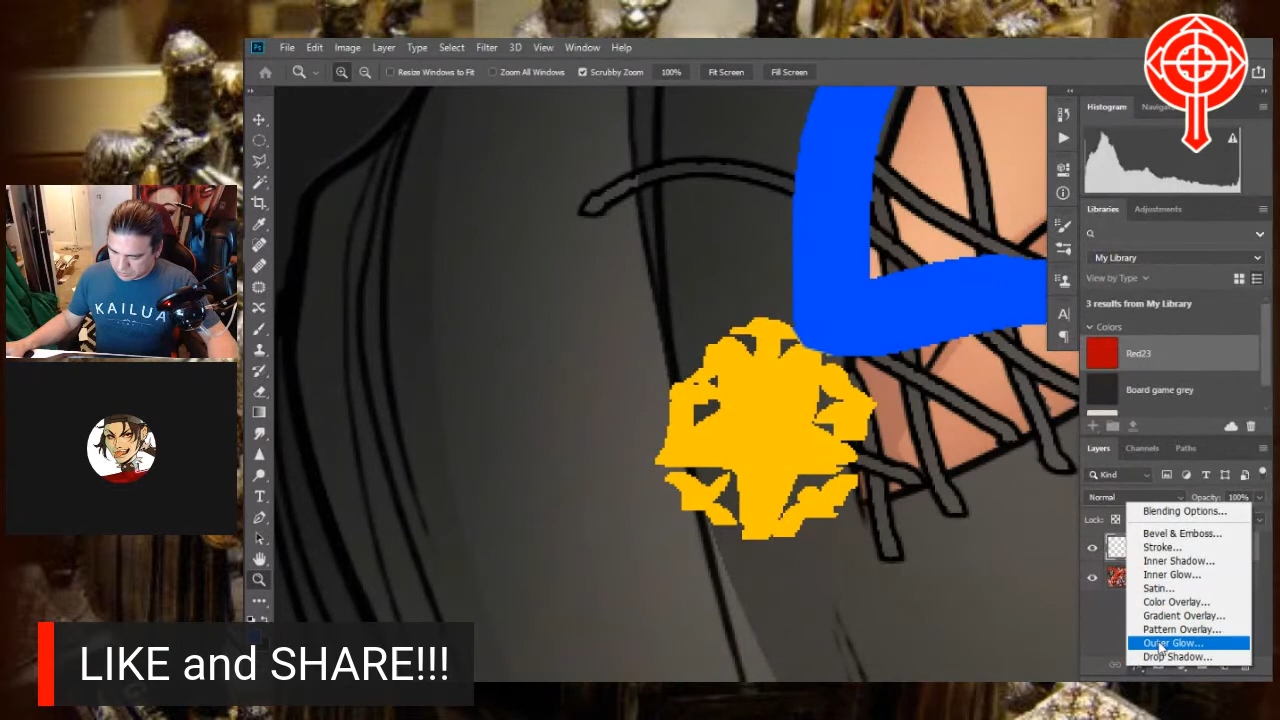 Ps File Edit Image Layer Type Select Filter 3D View Window Help
Resize Windows to Fit Zoom All Windows Scrubby Zoom 100% Fit Screen Fill Screen
Histogram
Libraries Adjustments
My Library
View by Type
3 results from My Library
Colors
Red23
Board game grey
Layers Channels Paths
Kind
Normal Opacity: 100%
Lock:
Blending Options...
Bevel & Emboss...
Stroke...
Inner Shadow...
Inner Glow...
Satin...
Color Overlay...
Gradient Overlay...
Pattern Overlay...
Outer Glow...
Drop Shadow...
KAILUA
LIKE and SHARE!!!